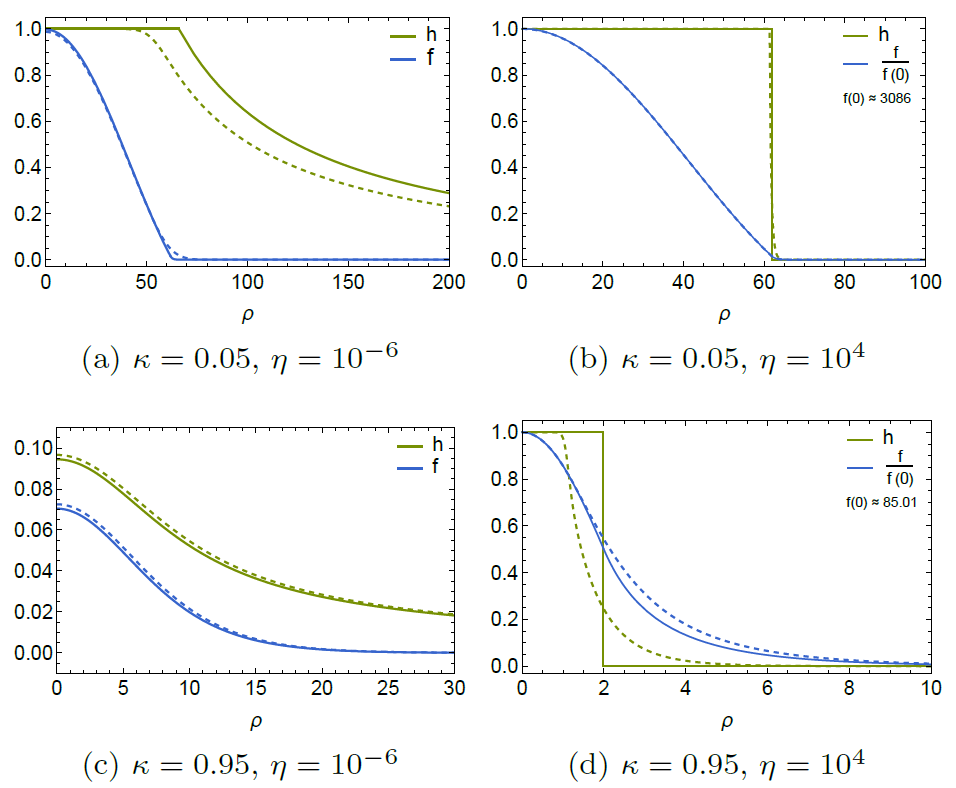 1.0
0.8
0.6
0.4
0.2
0.0
0 50 100 150 200
ρ
h
f
(a) κ = 0.05, η = 10⁻⁶
1.0
0.8
0.6
0.4
0.2
0.0
0 20 40 60 80 100
ρ
h
f
f (0)
f(0) ≈ 3086
(b) κ = 0.05, η = 10⁴
0.10
0.08
0.06
0.04
0.02
0.00
0 5 10 15 20 25 30
ρ
h
f
(c) κ = 0.95, η = 10⁻⁶
1.0
0.8
0.6
0.4
0.2
0.0
0 2 4 6 8 10
ρ
h
f
f (0)
f(0) ≈ 85.01
(d) κ = 0.95, η = 10⁴